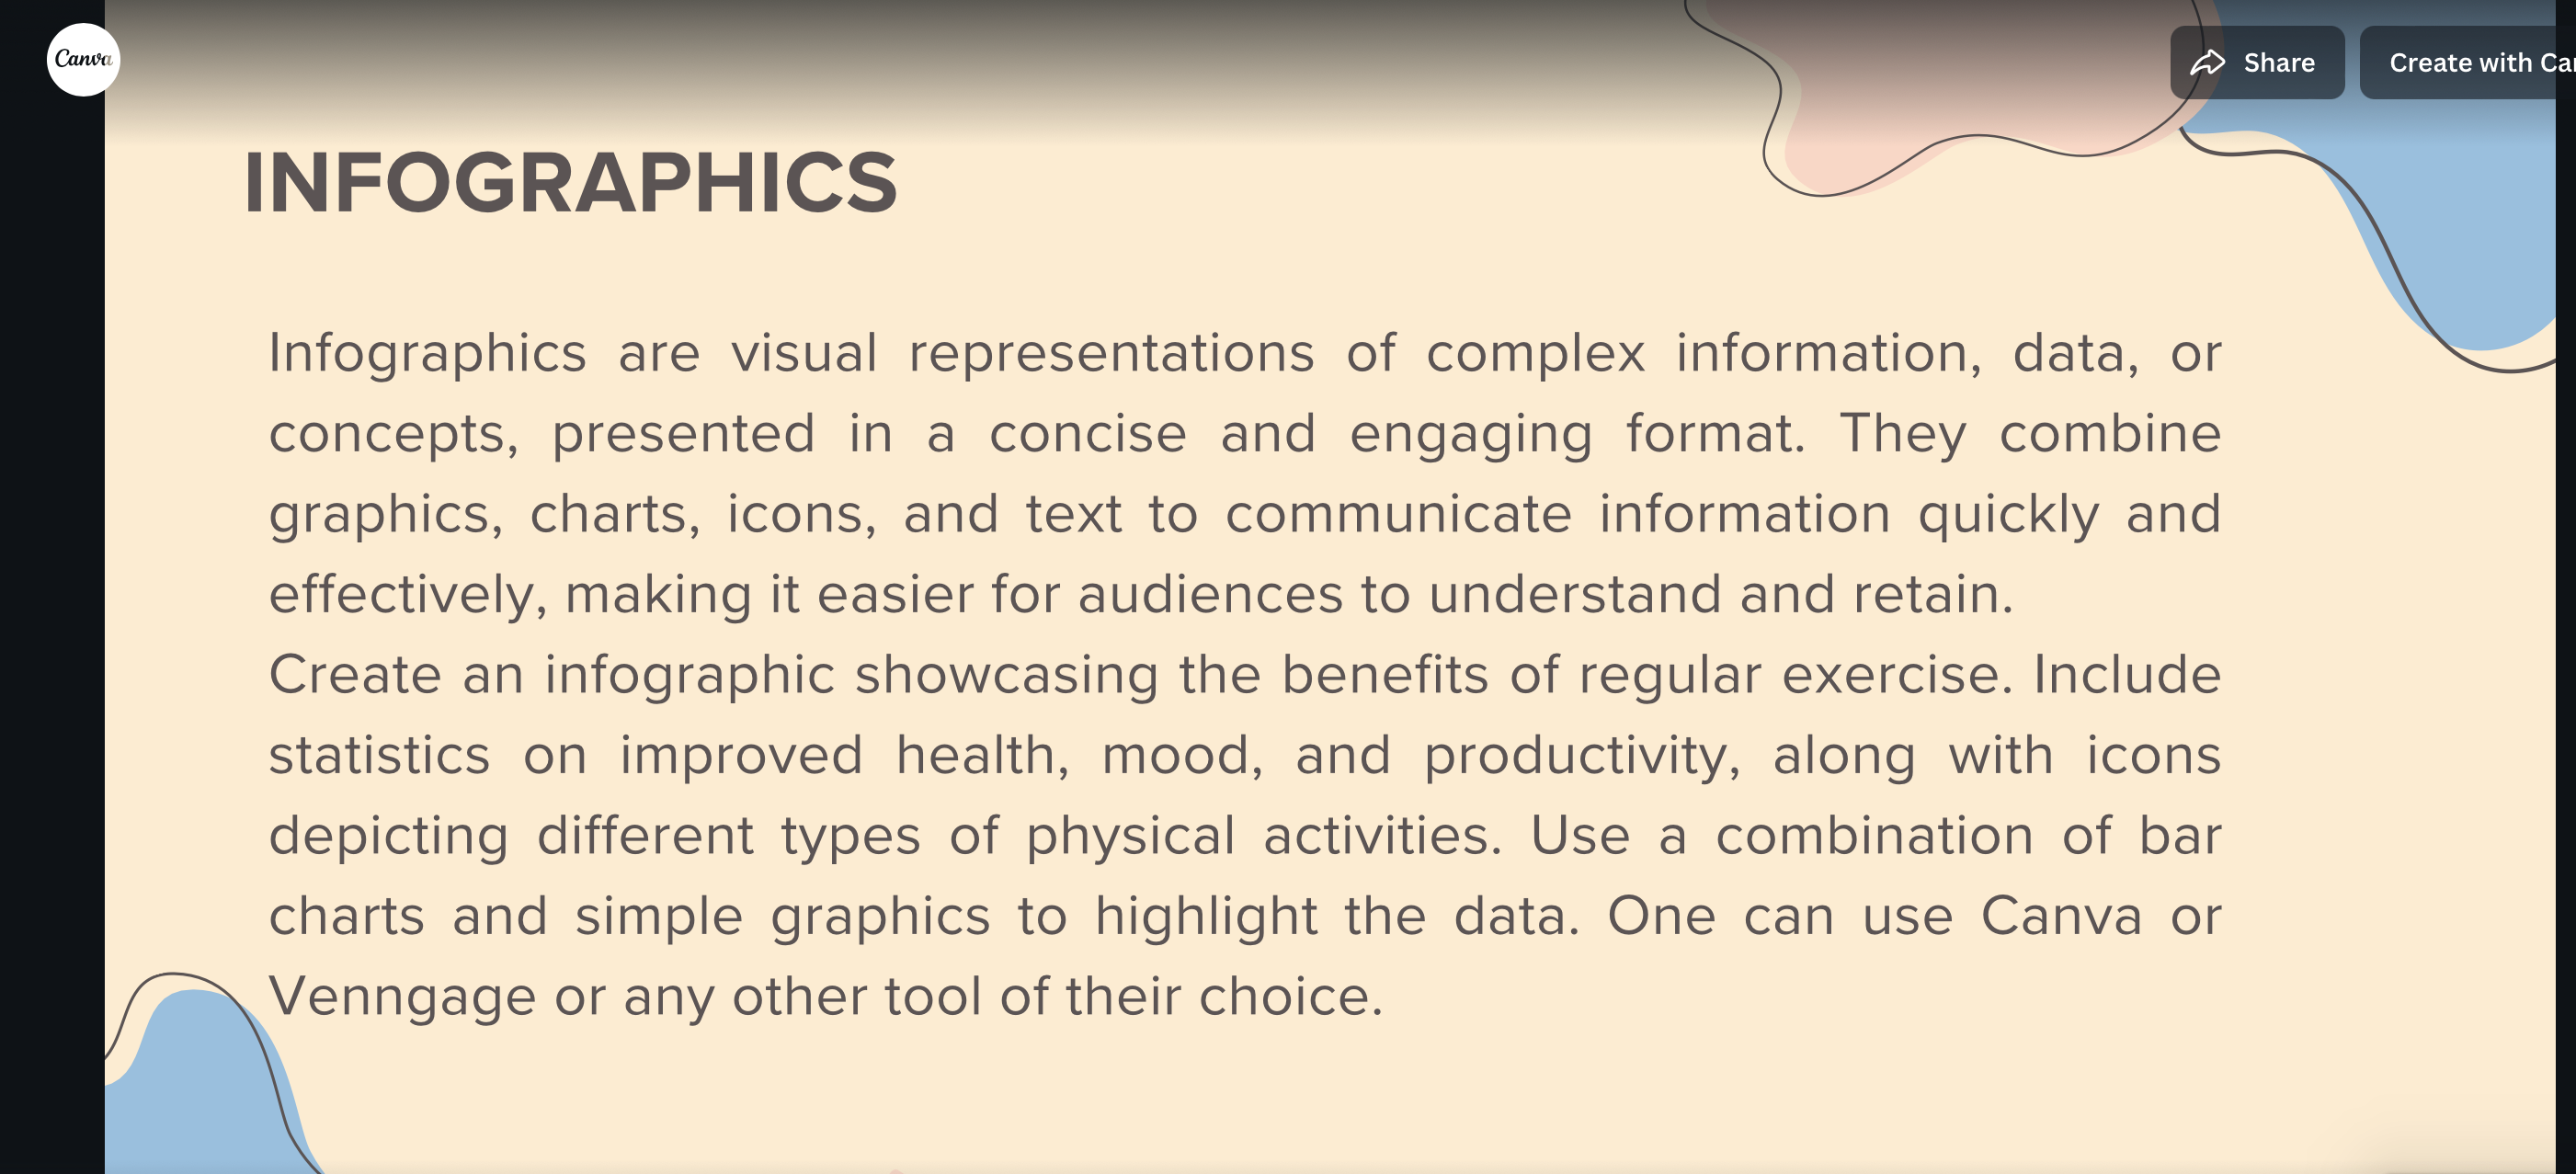 Canva
Share
Create with Can
INFOGRAPHICS
Infographics are visual representations of complex information, data, or
concepts, presented in a concise and engaging format. They combine
graphics, charts, icons, and text to communicate information quickly and
effectively, making it easier for audiences to understand and retain.
Create an infographic showcasing the benefits of regular exercise. Include
statistics on improved health, mood, and productivity, along with icons
depicting different types of physical activities. Use a combination of bar
charts and simple graphics to highlight the data. One can use Canva or
Venngage or any other tool of their choice.